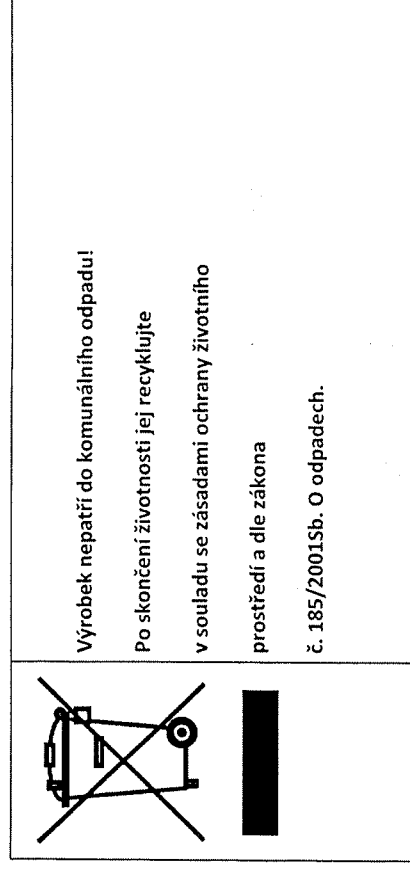 Výrobek nepatří do komunálního odpadu!
Po skončení životnosti jej recyklujte
v souladu se zásadami ochrany životního
prostředí a dle zákona
č. 185/2001Sb. O odpadech.